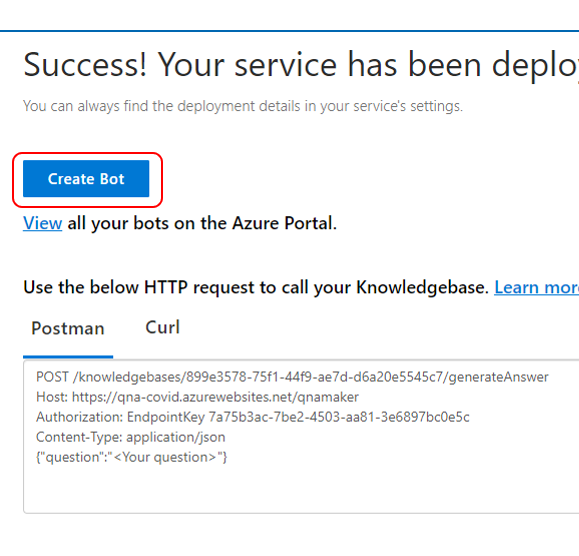 Success! Your service has been deplo
You can always find the deployment details in your service's settings.
Create Bot
View all your bots on the Azure Portal.
Use the below HTTP request to call your Knowledgebase. Learn mor
Postman Curl
POST /knowledgebases/899e3578-75f1-44f9-ae7d-d6a20e5545c7/generateAnswer
Host: https://qna-covid.azurewebsites.net/qnamaker
Authorization: EndpointKey 7a75b3ac-7be2-4503-aa81-3e6897bc0e5c
Content-Type: application/json
{"question":"<Your question>"}